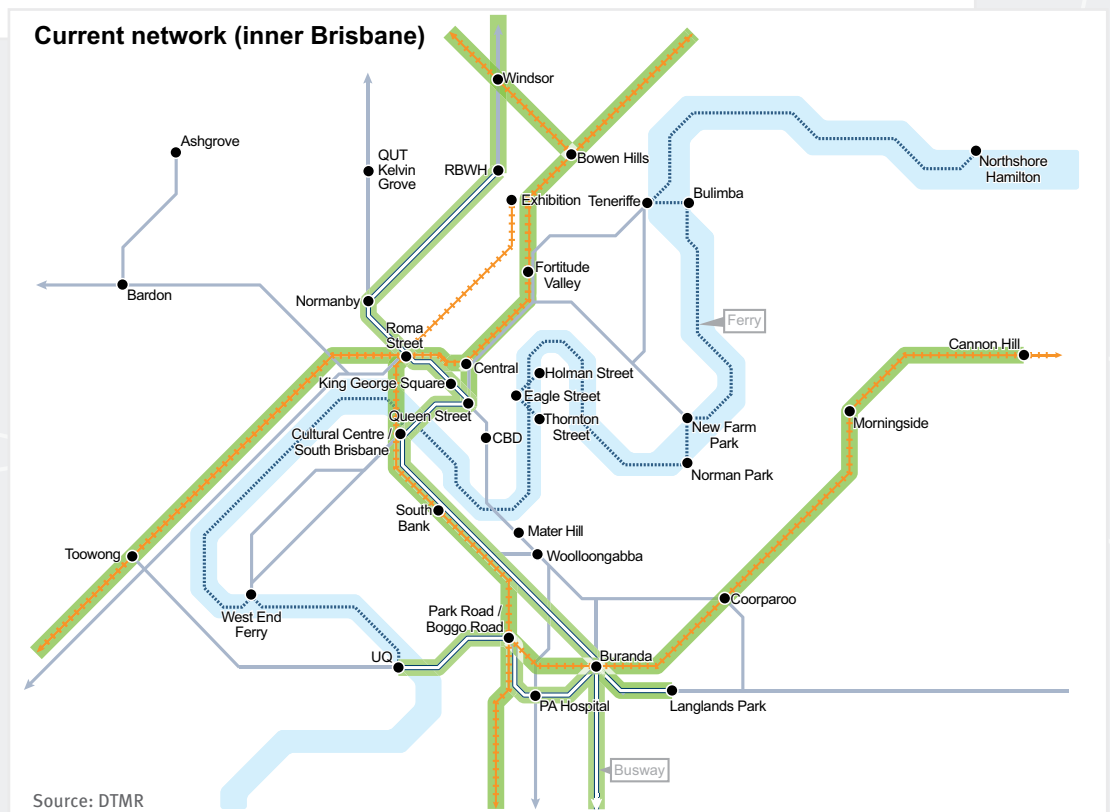 Current network (inner Brisbane)
Windsor
Ashgrove
QUT
Kelvin
Grove
RBWH
Bowen Hills
Northshore
Hamilton
Exhibition
Teneriffe
Bulimba
Fortitude
Valley
Bardon
Normanby
Ferry
Roma
Street
Cannon Hill
Central
Holman Street
King George Square
Eagle Street
Queen Street
Thornton
Street
New Farm
Park
Morningside
Cultural Centre /
South Brisbane
CBD
Norman Park
South
Bank
Mater Hill
Toowong
Woolloongabba
West End
Ferry
Park Road /
Boggo Road
Coorparoo
UQ
Buranda
PA Hospital
Langlands Park
Busway
Source: DTMR